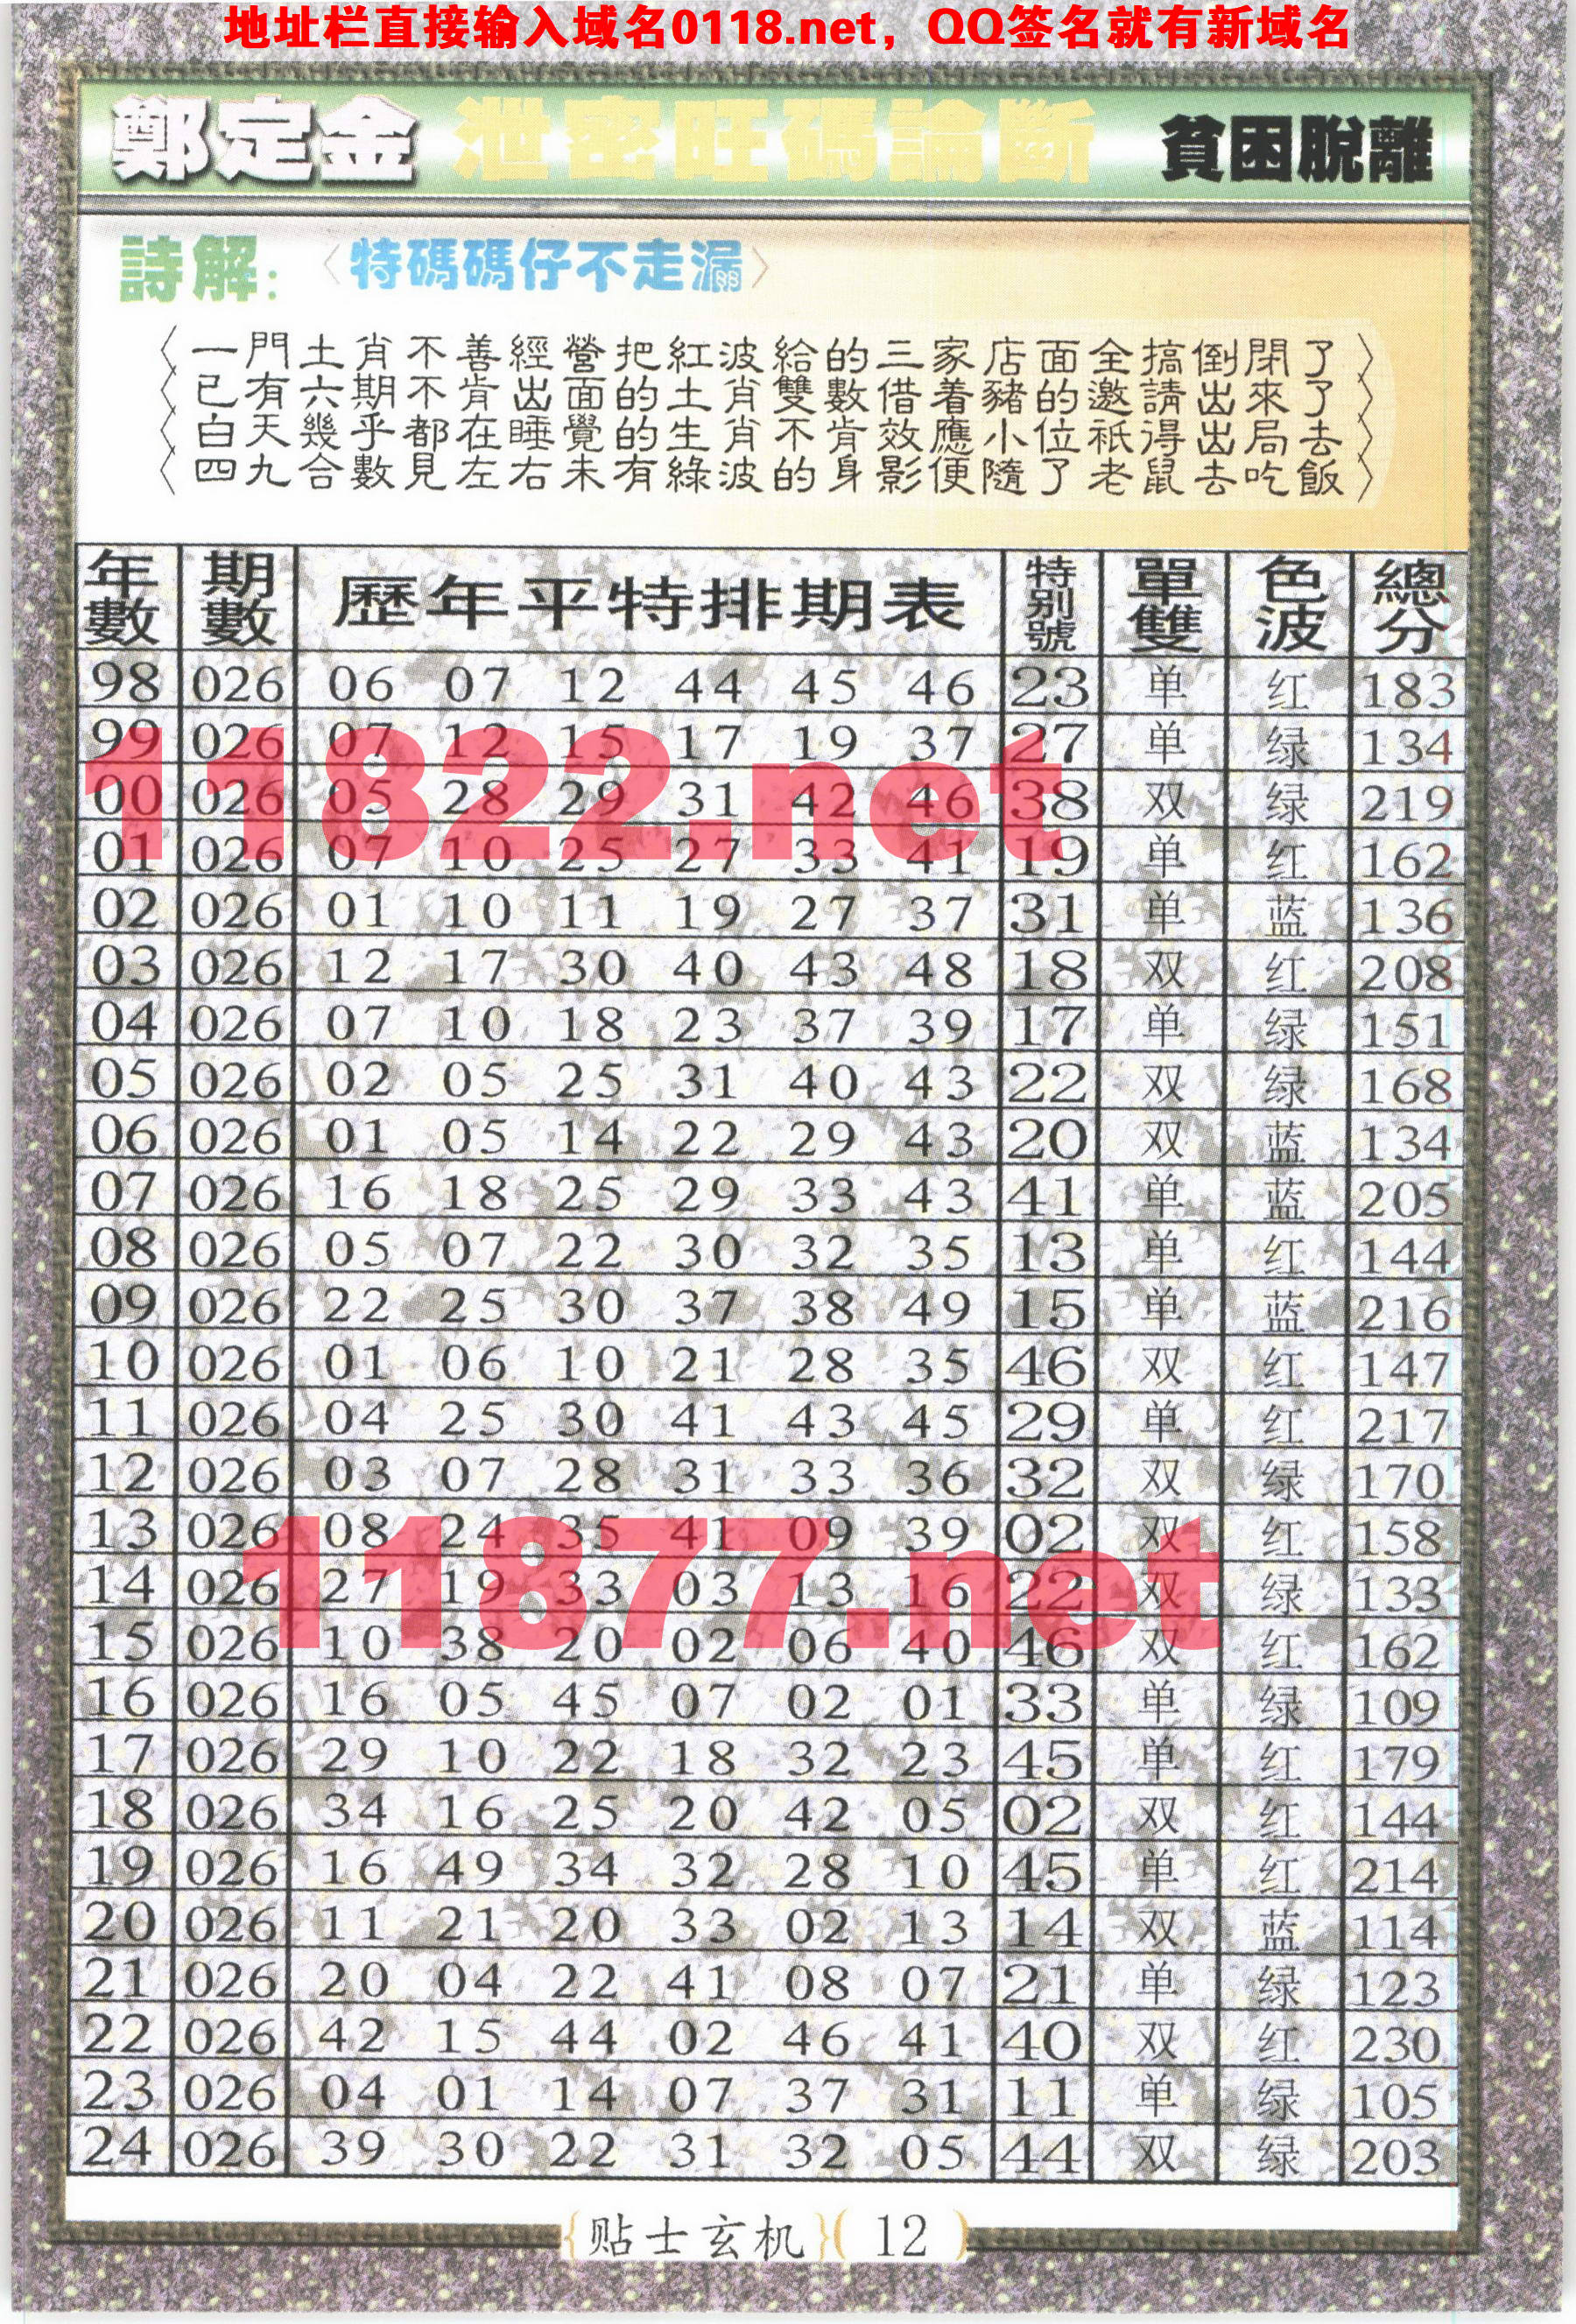 地址栏直接输入域名0118.net，QQ签名就有新域名
鄭定金 泄密旺碼論斷 貧困脫離
詩解：〈特碼碼仔不走漏〉
〈一門土肖不善經營把紅波給的三家店面全搞倒閉了〉
〈已有六期不肯出面的土肖雙數借着豬的邀請出來了〉
〈白天幾乎都在睡覺的生肖不肯效應小位祇得出局去〉
〈四九合數見左右未有綠波的身影便隨了老鼠去吃飯〉
年數 期數 歷年平特排期表 特别號 單雙 色波 總分
98 026 06 07 12 44 45 46 23 单 红 183
99 026 07 12 15 17 19 37 27 单 绿 134
00 026 05 28 29 31 42 46 38 双 绿 219
11822.net
01 026 07 10 25 27 33 41 19 单 红 162
02 026 01 10 11 19 27 37 31 单 蓝 136
03 026 12 17 30 40 43 48 18 双 红 208
04 026 07 10 18 23 37 39 17 单 绿 151
05 026 02 05 25 31 40 43 22 双 绿 168
06 026 01 05 14 22 29 43 20 双 蓝 134
07 026 16 18 25 29 33 43 41 单 蓝 205
08 026 05 07 22 30 32 35 13 单 红 144
09 026 22 25 30 37 38 49 15 单 蓝 216
10 026 01 06 10 21 28 35 46 双 红 147
11 026 04 25 30 41 43 45 29 单 红 217
12 026 03 07 28 31 33 36 32 双 绿 170
13 026 08 24 35 41 09 39 02 双 红 158
14 026 27 19 33 03 13 16 22 双 绿 133
11877.net
15 026 10 38 20 02 06 40 46 双 红 162
16 026 16 05 45 07 02 01 33 单 绿 109
17 026 29 10 22 18 32 23 45 单 红 179
18 026 34 16 25 20 42 05 02 双 红 144
19 026 16 49 34 32 28 10 45 单 红 214
20 026 11 21 20 33 02 13 14 双 蓝 114
21 026 20 04 22 41 08 07 21 单 绿 123
22 026 42 15 44 02 46 41 40 双 红 230
23 026 04 01 14 07 37 31 11 单 绿 105
24 026 39 30 22 31 32 05 44 双 绿 203
{贴士玄机}（12）